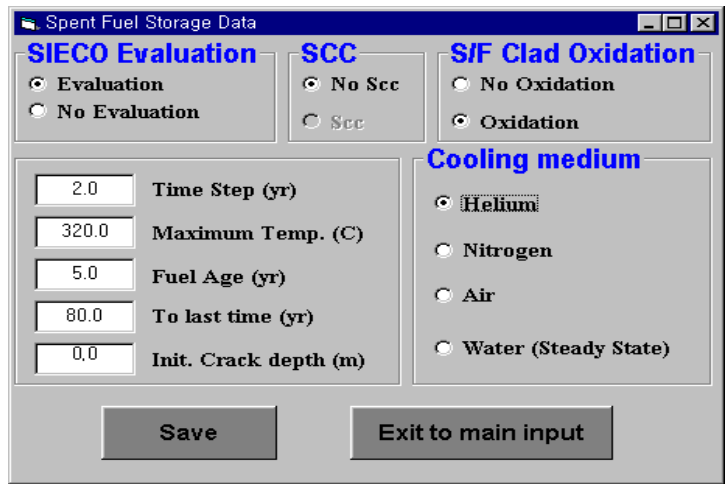 Spent Fuel Storage Data
SIECO Evaluation
Evaluation
No Evaluation
SCC
No Scc
Scc
S/F Clad Oxidation
No Oxidation
Oxidation
2.0 Time Step (yr)
320.0 Maximum Temp. (C)
5.0 Fuel Age (yr)
80.0 To last time (yr)
0,0 Init. Crack depth (m)
Cooling medium
Helium
Nitrogen
Air
Water (Steady State)
Save
Exit to main input